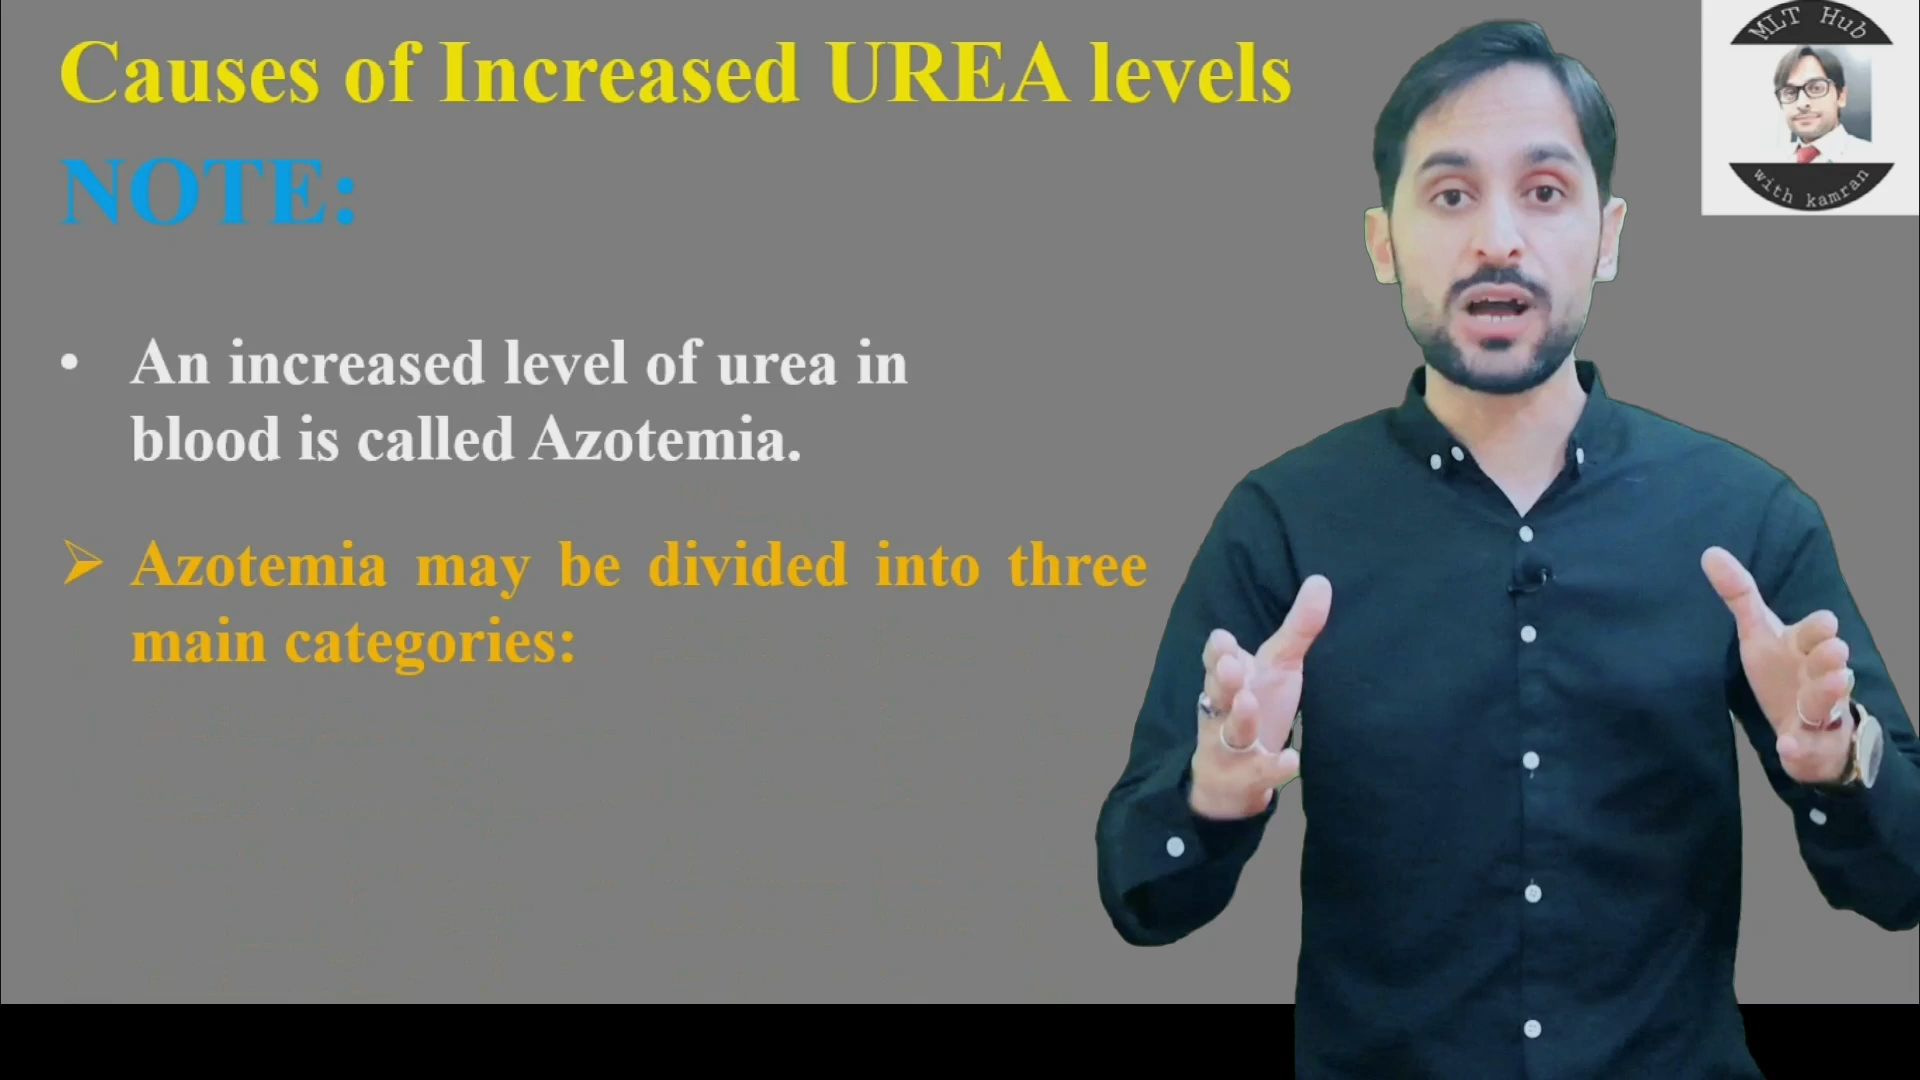 Causes of Increased UREA levels
NOTE:
• An increased level of urea in
blood is called Azotemia.
➢ Azotemia may be divided into three
main categories:
MLT Hub
with kamran